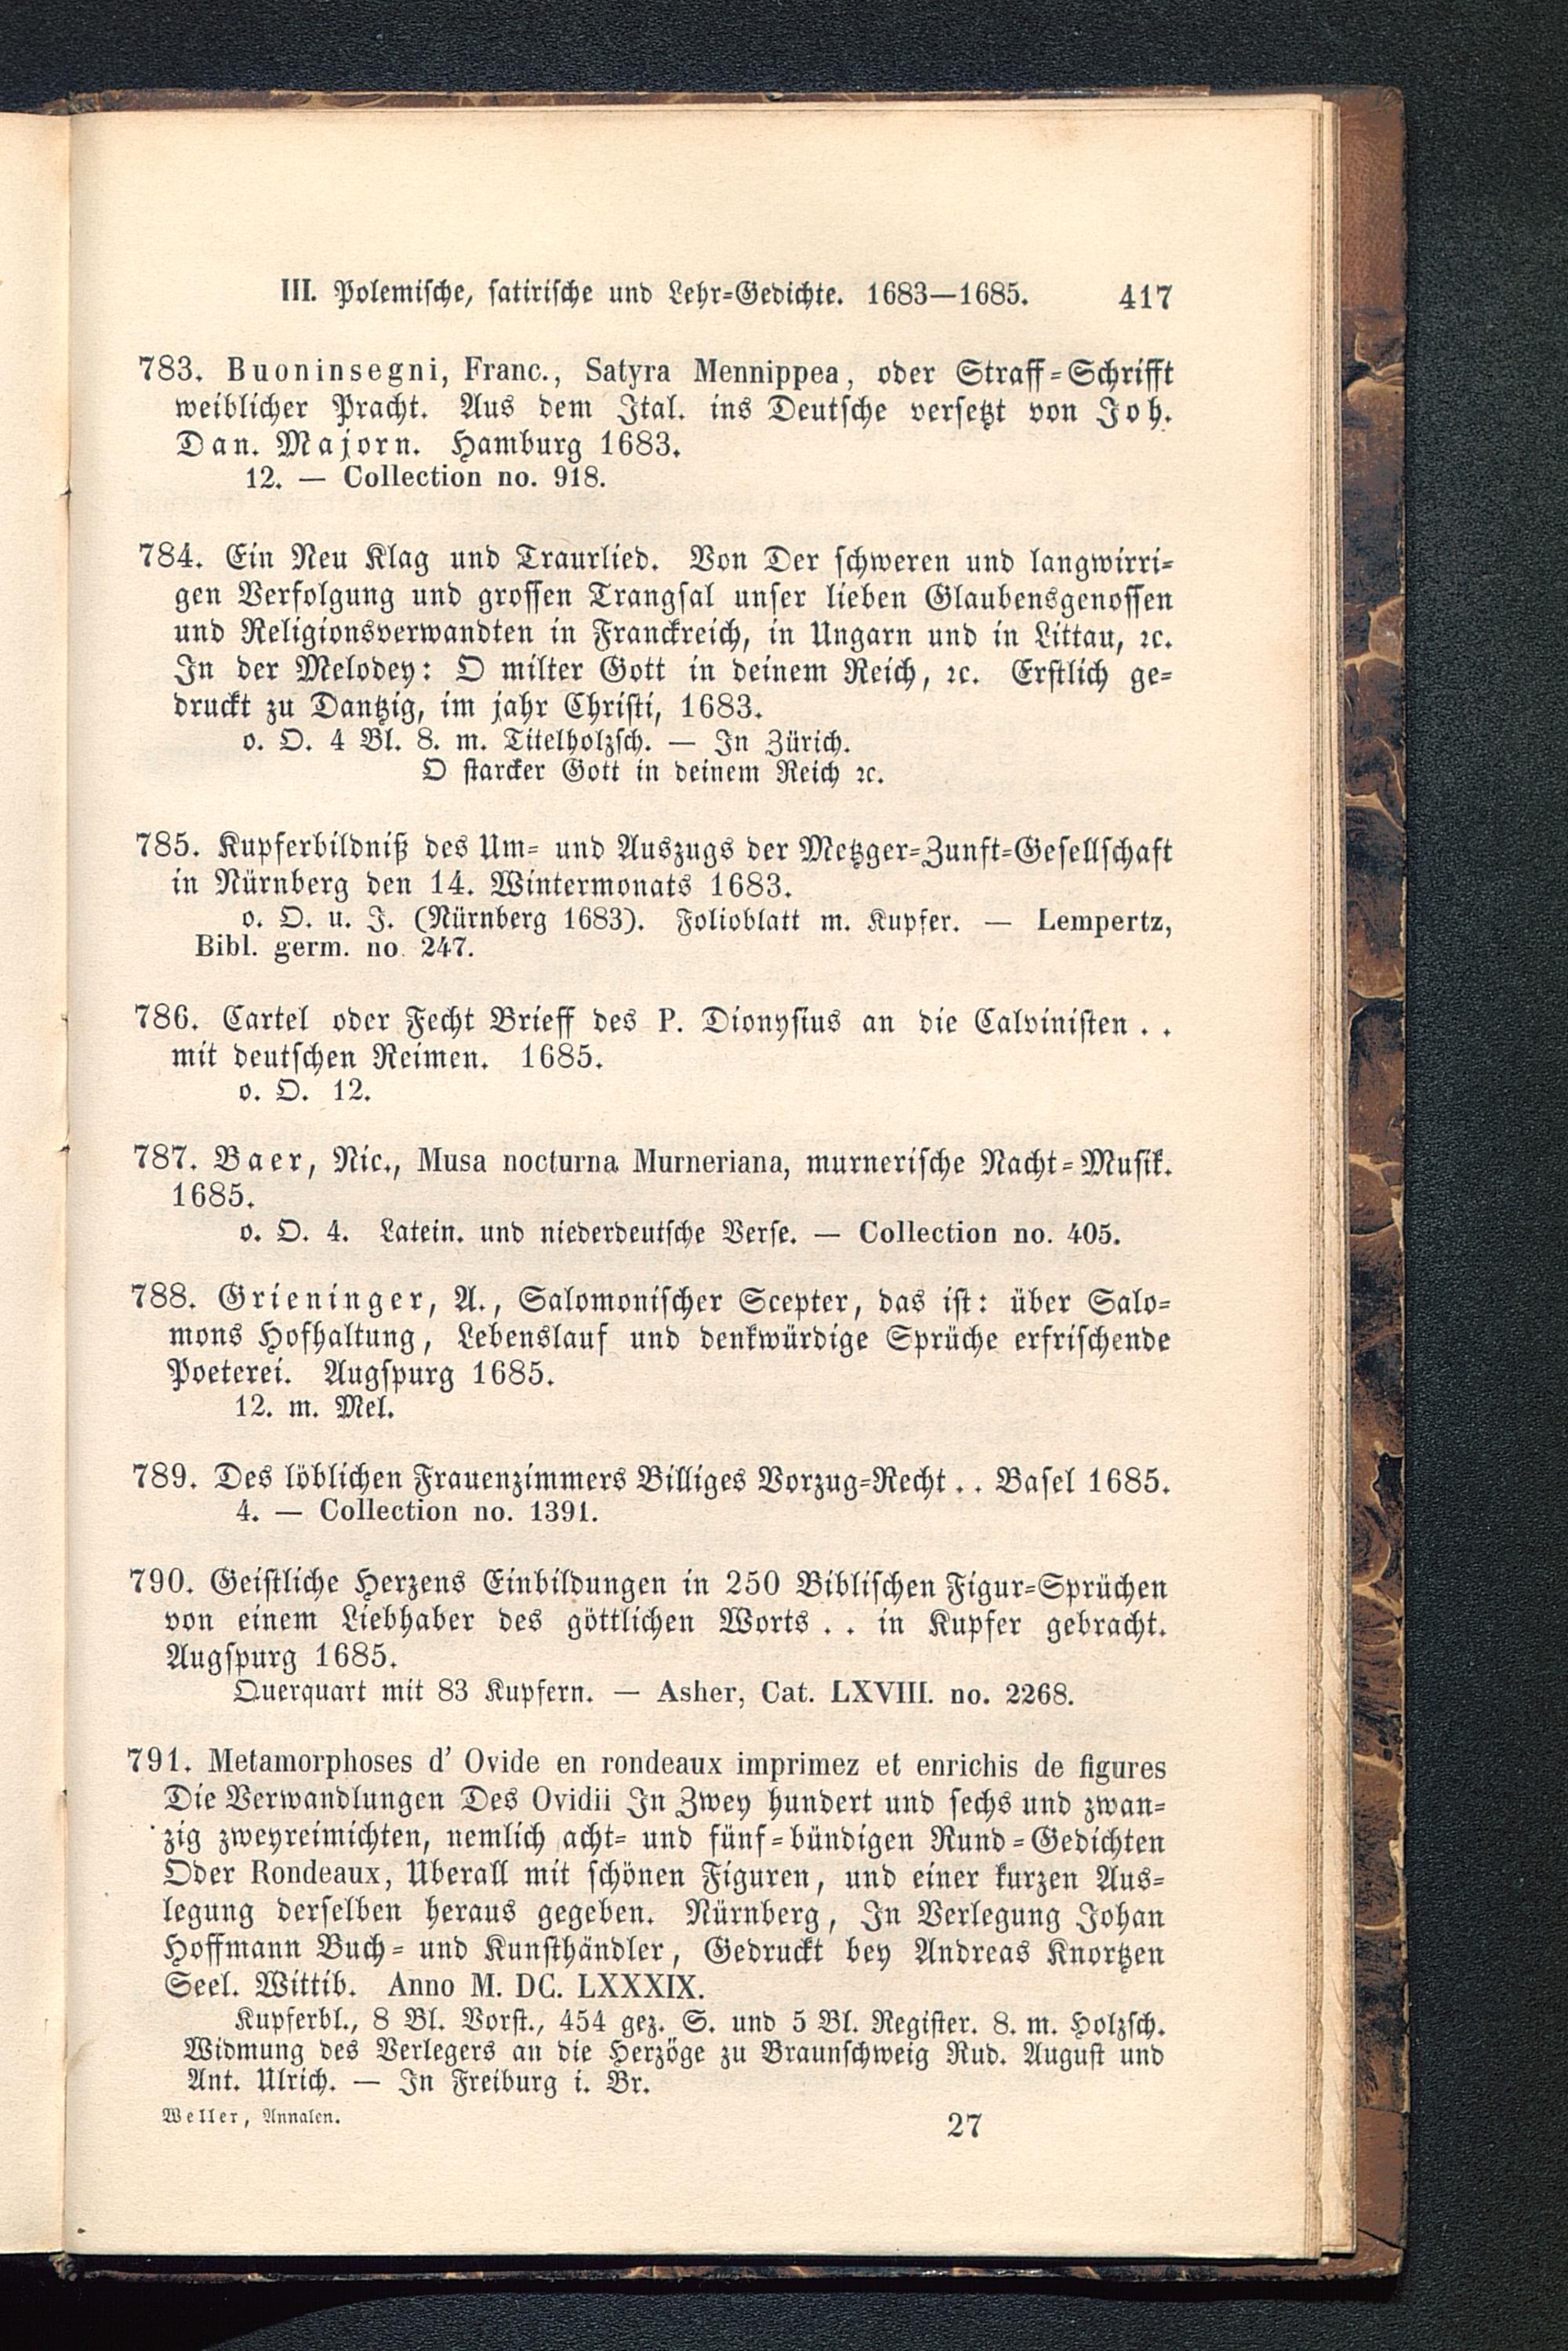 III. Polemische, satirische und Lehr-Gedichte. 1683—1685. 417
783. Buoninsegni, Franc., Satyra Mennippea, oder Straff-Schrifft
weiblicher Pracht. Aus dem Ital. ins Deutsche versetzt von Joh.
Dan. Majorn. Hamburg 1683.
12. — Collection no. 918.
784. Ein Neu Klag und Traurlied. Von Der schweren und langwirri-
gen Verfolgung und grossen Trangsal unser lieben Glaubensgenossen
und Religionsverwandten in Franckreich, in Ungarn und in Littau, ꝛc.
In der Melodey: O milter Gott in deinem Reich, ꝛc. Erstlich ge-
druckt zu Dantzig, im jahr Christi, 1683.
o. O. 4 Bl. 8. m. Titelholzsch. — In Zürich.
O starcker Gott in deinem Reich ꝛc.
785. Kupferbildniß des Um- und Auszugs der Metzger-Zunft-Gesellschaft
in Nürnberg den 14. Wintermonats 1683.
o. O. u. J. (Nürnberg 1683). Folioblatt m. Kupfer. — Lempertz,
Bibl. germ. no. 247.
786. Cartel oder Fecht Brieff des P. Dionysius an die Calvinisten . .
mit deutschen Reimen. 1685.
o. O. 12.
787. Baer, Nic., Musa nocturna Murneriana, murnerische Nacht-Musik.
1685.
o. O. 4. Latein. und niederdeutsche Verse. — Collection no. 405.
788. Grieninger, A., Salomonischer Scepter, das ist: über Salo-
mons Hofhaltung, Lebenslauf und denkwürdige Sprüche erfrischende
Poeterei. Augspurg 1685.
12. m. Mel.
789. Des löblichen Frauenzimmers Billiges Vorzug-Recht . . Basel 1685.
4. — Collection no. 1391.
790. Geistliche Herzens Einbildungen in 250 Biblischen Figur-Sprüchen
von einem Liebhaber des göttlichen Worts . . in Kupfer gebracht.
Augspurg 1685.
Querquart mit 83 Kupfern. — Asher, Cat. LXVIII. no. 2268.
791. Metamorphoses d' Ovide en rondeaux imprimez et enrichis de figures
Die Verwandlungen Des Ovidii In Zwey hundert und sechs und zwan-
zig zweyreimichten, nemlich acht- und fünf-bündigen Rund-Gedichten
Oder Rondeaux, Uberall mit schönen Figuren, und einer kurzen Aus-
legung derselben heraus gegeben. Nürnberg, In Verlegung Johan
Hoffmann Buch- und Kunsthändler, Gedruckt bey Andreas Knortzen
Seel. Wittib. Anno M. DC. LXXXIX.
Kupferbl., 8 Bl. Vorst., 454 gez. S. und 5 Bl. Register. 8. m. Holzsch.
Widmung des Verlegers an die Herzöge zu Braunschweig Rud. August und
Ant. Ulrich. — In Freiburg i. Br.
Weller, Annalen. 27